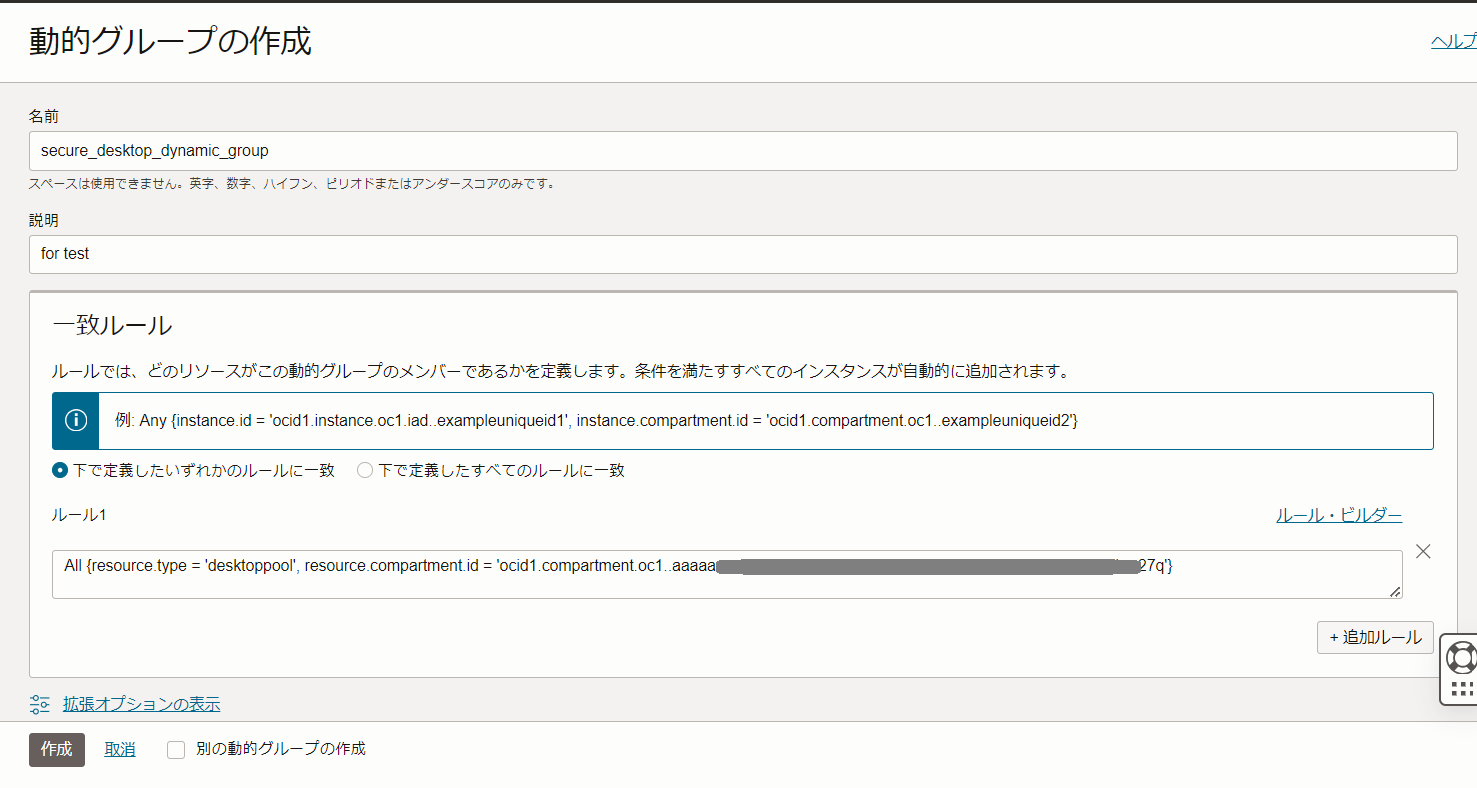 動的グループの作成
ヘルプ
名前
secure_desktop_dynamic_group
スペースは使用できません。英字、数字、ハイフン、ピリオドまたはアンダースコアのみです。
説明
for test
一致ルール
ルールでは、どのリソースがこの動的グループのメンバーであるかを定義します。条件を満たすすべてのインスタンスが自動的に追加されます。
例: Any {instance.id = 'ocid1.instance.oc1.iad..exampleuniqueid1', instance.compartment.id = 'ocid1.compartment.oc1..exampleuniqueid2'}
下で定義したいずれかのルールに一致 下で定義したすべてのルールに一致
ルール1 ルール・ビルダー
All {resource.type = 'desktoppool', resource.compartment.id = 'ocid1.compartment.oc1..aaaaa 27q'}
+ 追加ルール
拡張オプションの表示
作成 取消 別の動的グループの作成